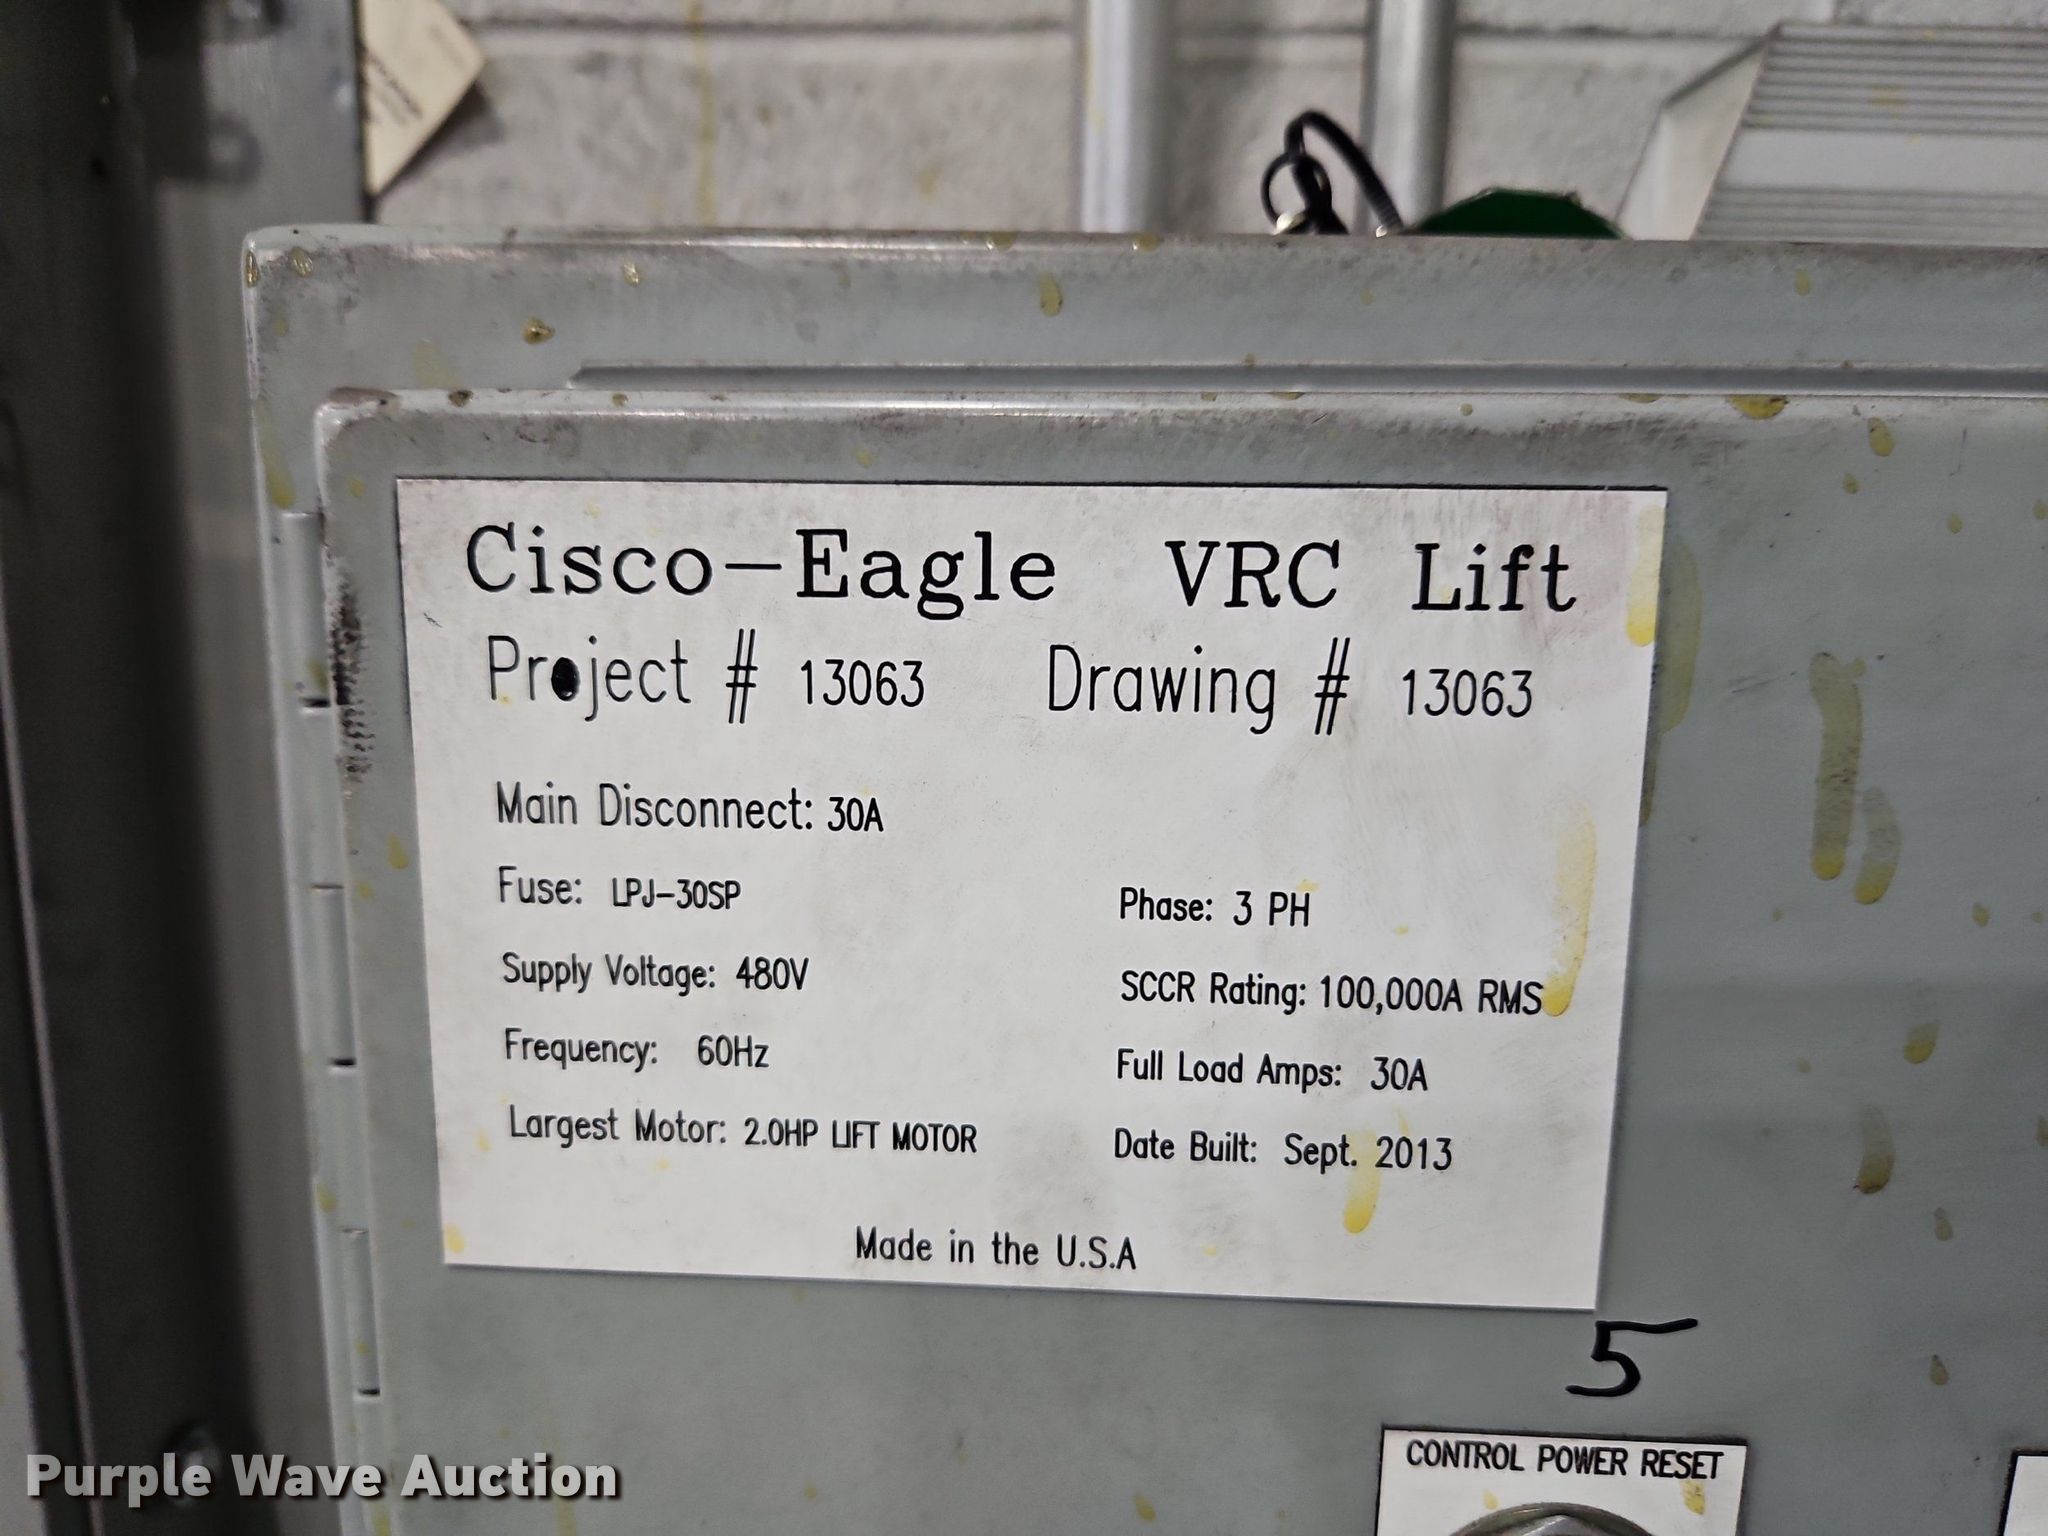 Cisco-Eagle VRC Lift
Project # 13063 Drawing # 13063
Main Disconnect: 30A
Fuse: LPJ-30SP
Phase: 3 PH
Supply Voltage: 480V
SCCR Rating: 100,000A RMS
Frequency: 60Hz
Full Load Amps: 30A
Largest Motor: 2.0HP LIFT MOTOR
Date Built: Sept. 2013
Made in the U.S.A
5
CONTROL POWER RESET
Purple Wave Auction